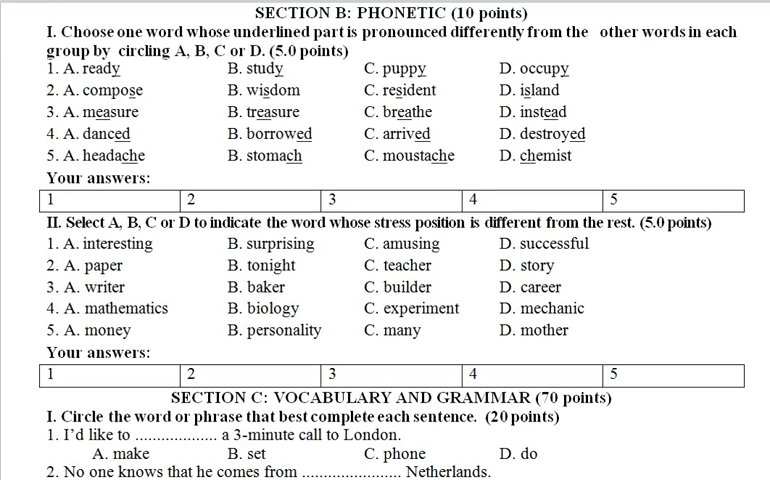 SECTION B: PHONETIC (10 points)
I. Choose one word whose underlined part is pronounced differently from the other words in each
group by circling A, B, C or D. (5.0 points)
1. A. ready B. study C. puppy D. occupy
2. A. compose B. wisdom C. resident D. island
3. A. measure B. treasure C. breathe D. instead
4. A. danced B. borrowed C. arrived D. destroyed
5. A. headache B. stomach C. moustache D. chemist
Your answers:
1 2 3 4 5
II. Select A, B, C or D to indicate the word whose stress position is different from the rest. (5.0 points)
1. A. interesting B. surprising C. amusing D. successful
2. A. paper B. tonight C. teacher D. story
3. A. writer B. baker C. builder D. career
4. A. mathematics B. biology C. experiment D. mechanic
5. A. money B. personality C. many D. mother
Your answers:
1 2 3 4 5
SECTION C: VOCABULARY AND GRAMMAR (70 points)
I. Circle the word or phrase that best complete each sentence. (20 points)
1. I'd like to ................... a 3-minute call to London.
A. make B. set C. phone D. do
2. No one knows that he comes from ....................... Netherlands.